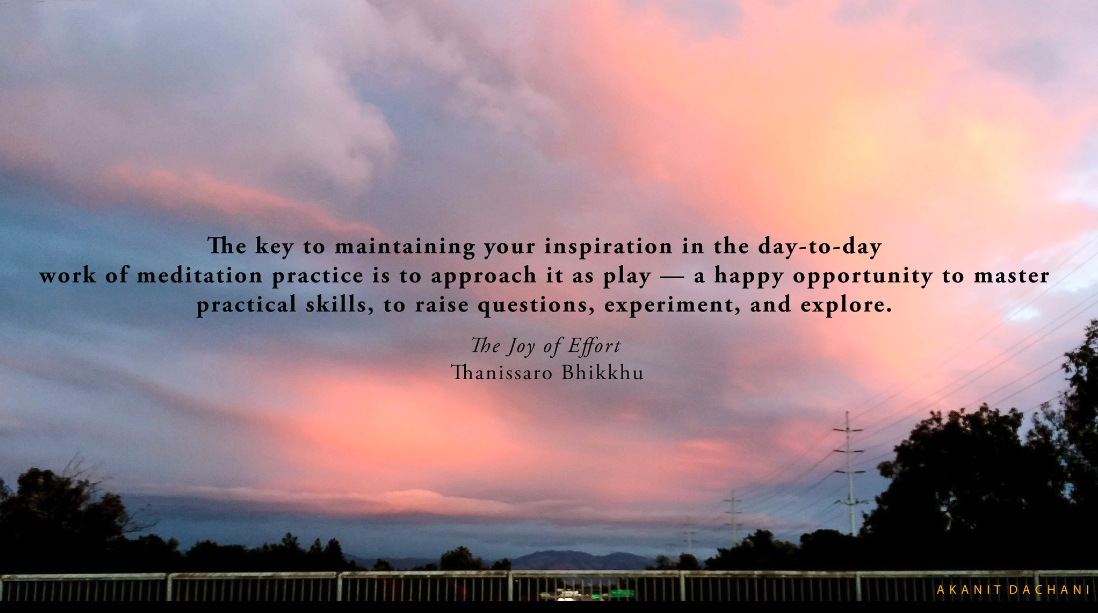 The key to maintaining your inspiration in the day-to-day
work of meditation practice is to approach it as play — a happy opportunity to master
practical skills, to raise questions, experiment, and explore.
The Joy of Effort
Thanissaro Bhikkhu
AKANIT DACHANI